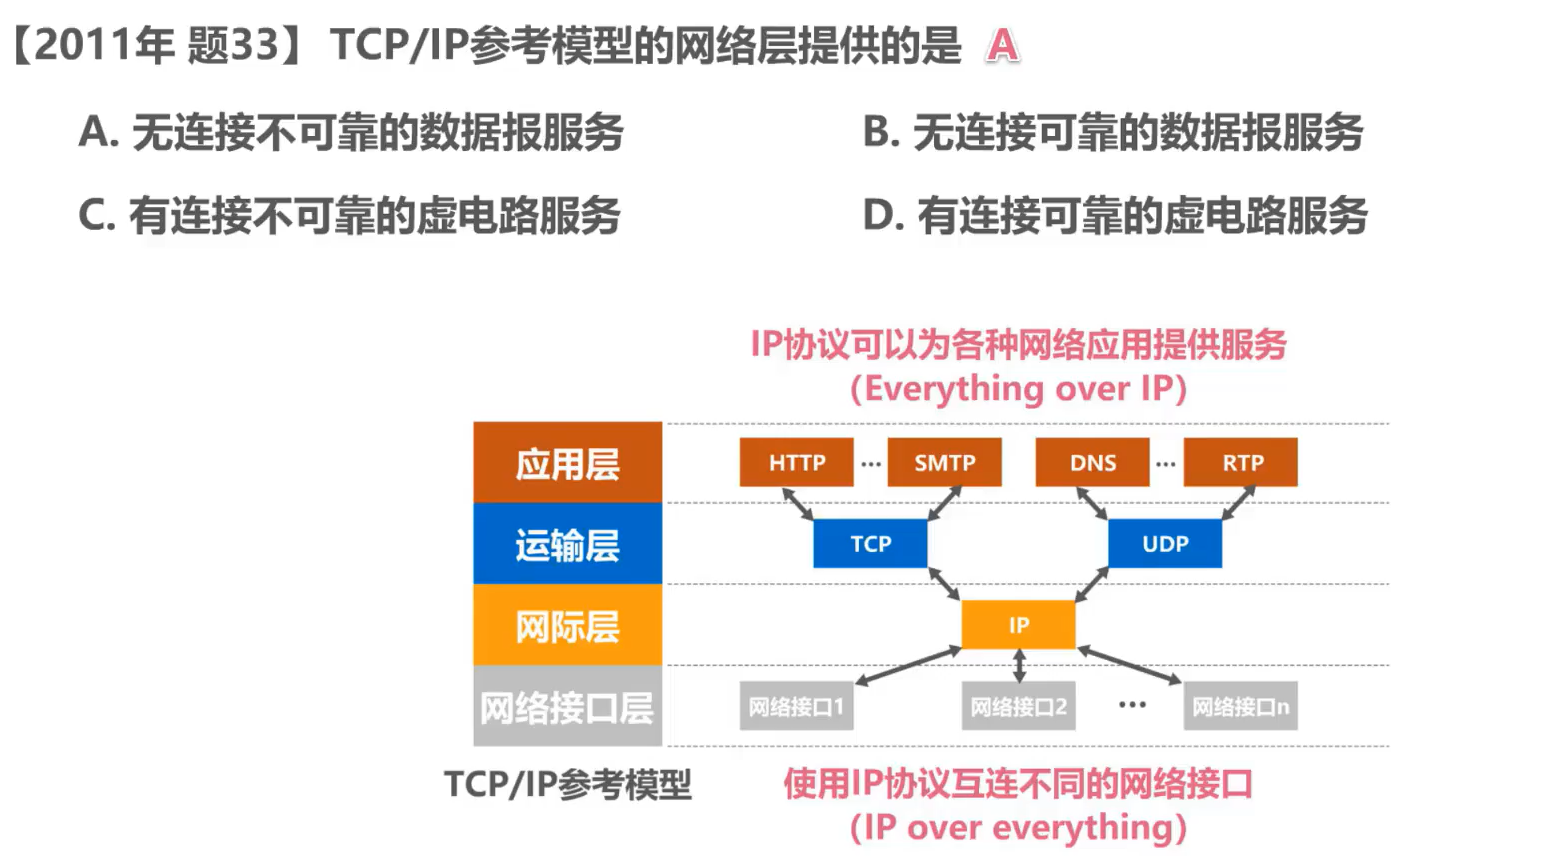 【2011年 题33】 TCP/IP参考模型的网络层提供的是 A
A. 无连接不可靠的数据报服务
B. 无连接可靠的数据报服务
C. 有连接不可靠的虚电路服务
D. 有连接可靠的虚电路服务
IP协议可以为各种网络应用提供服务
（Everything over IP）
应用层
HTTP … SMTP DNS … RTP
运输层
TCP UDP
网际层
IP
网络接口层
网络接口1 网络接口2 … 网络接口n
TCP/IP参考模型
使用IP协议互连不同的网络接口
（IP over everything）